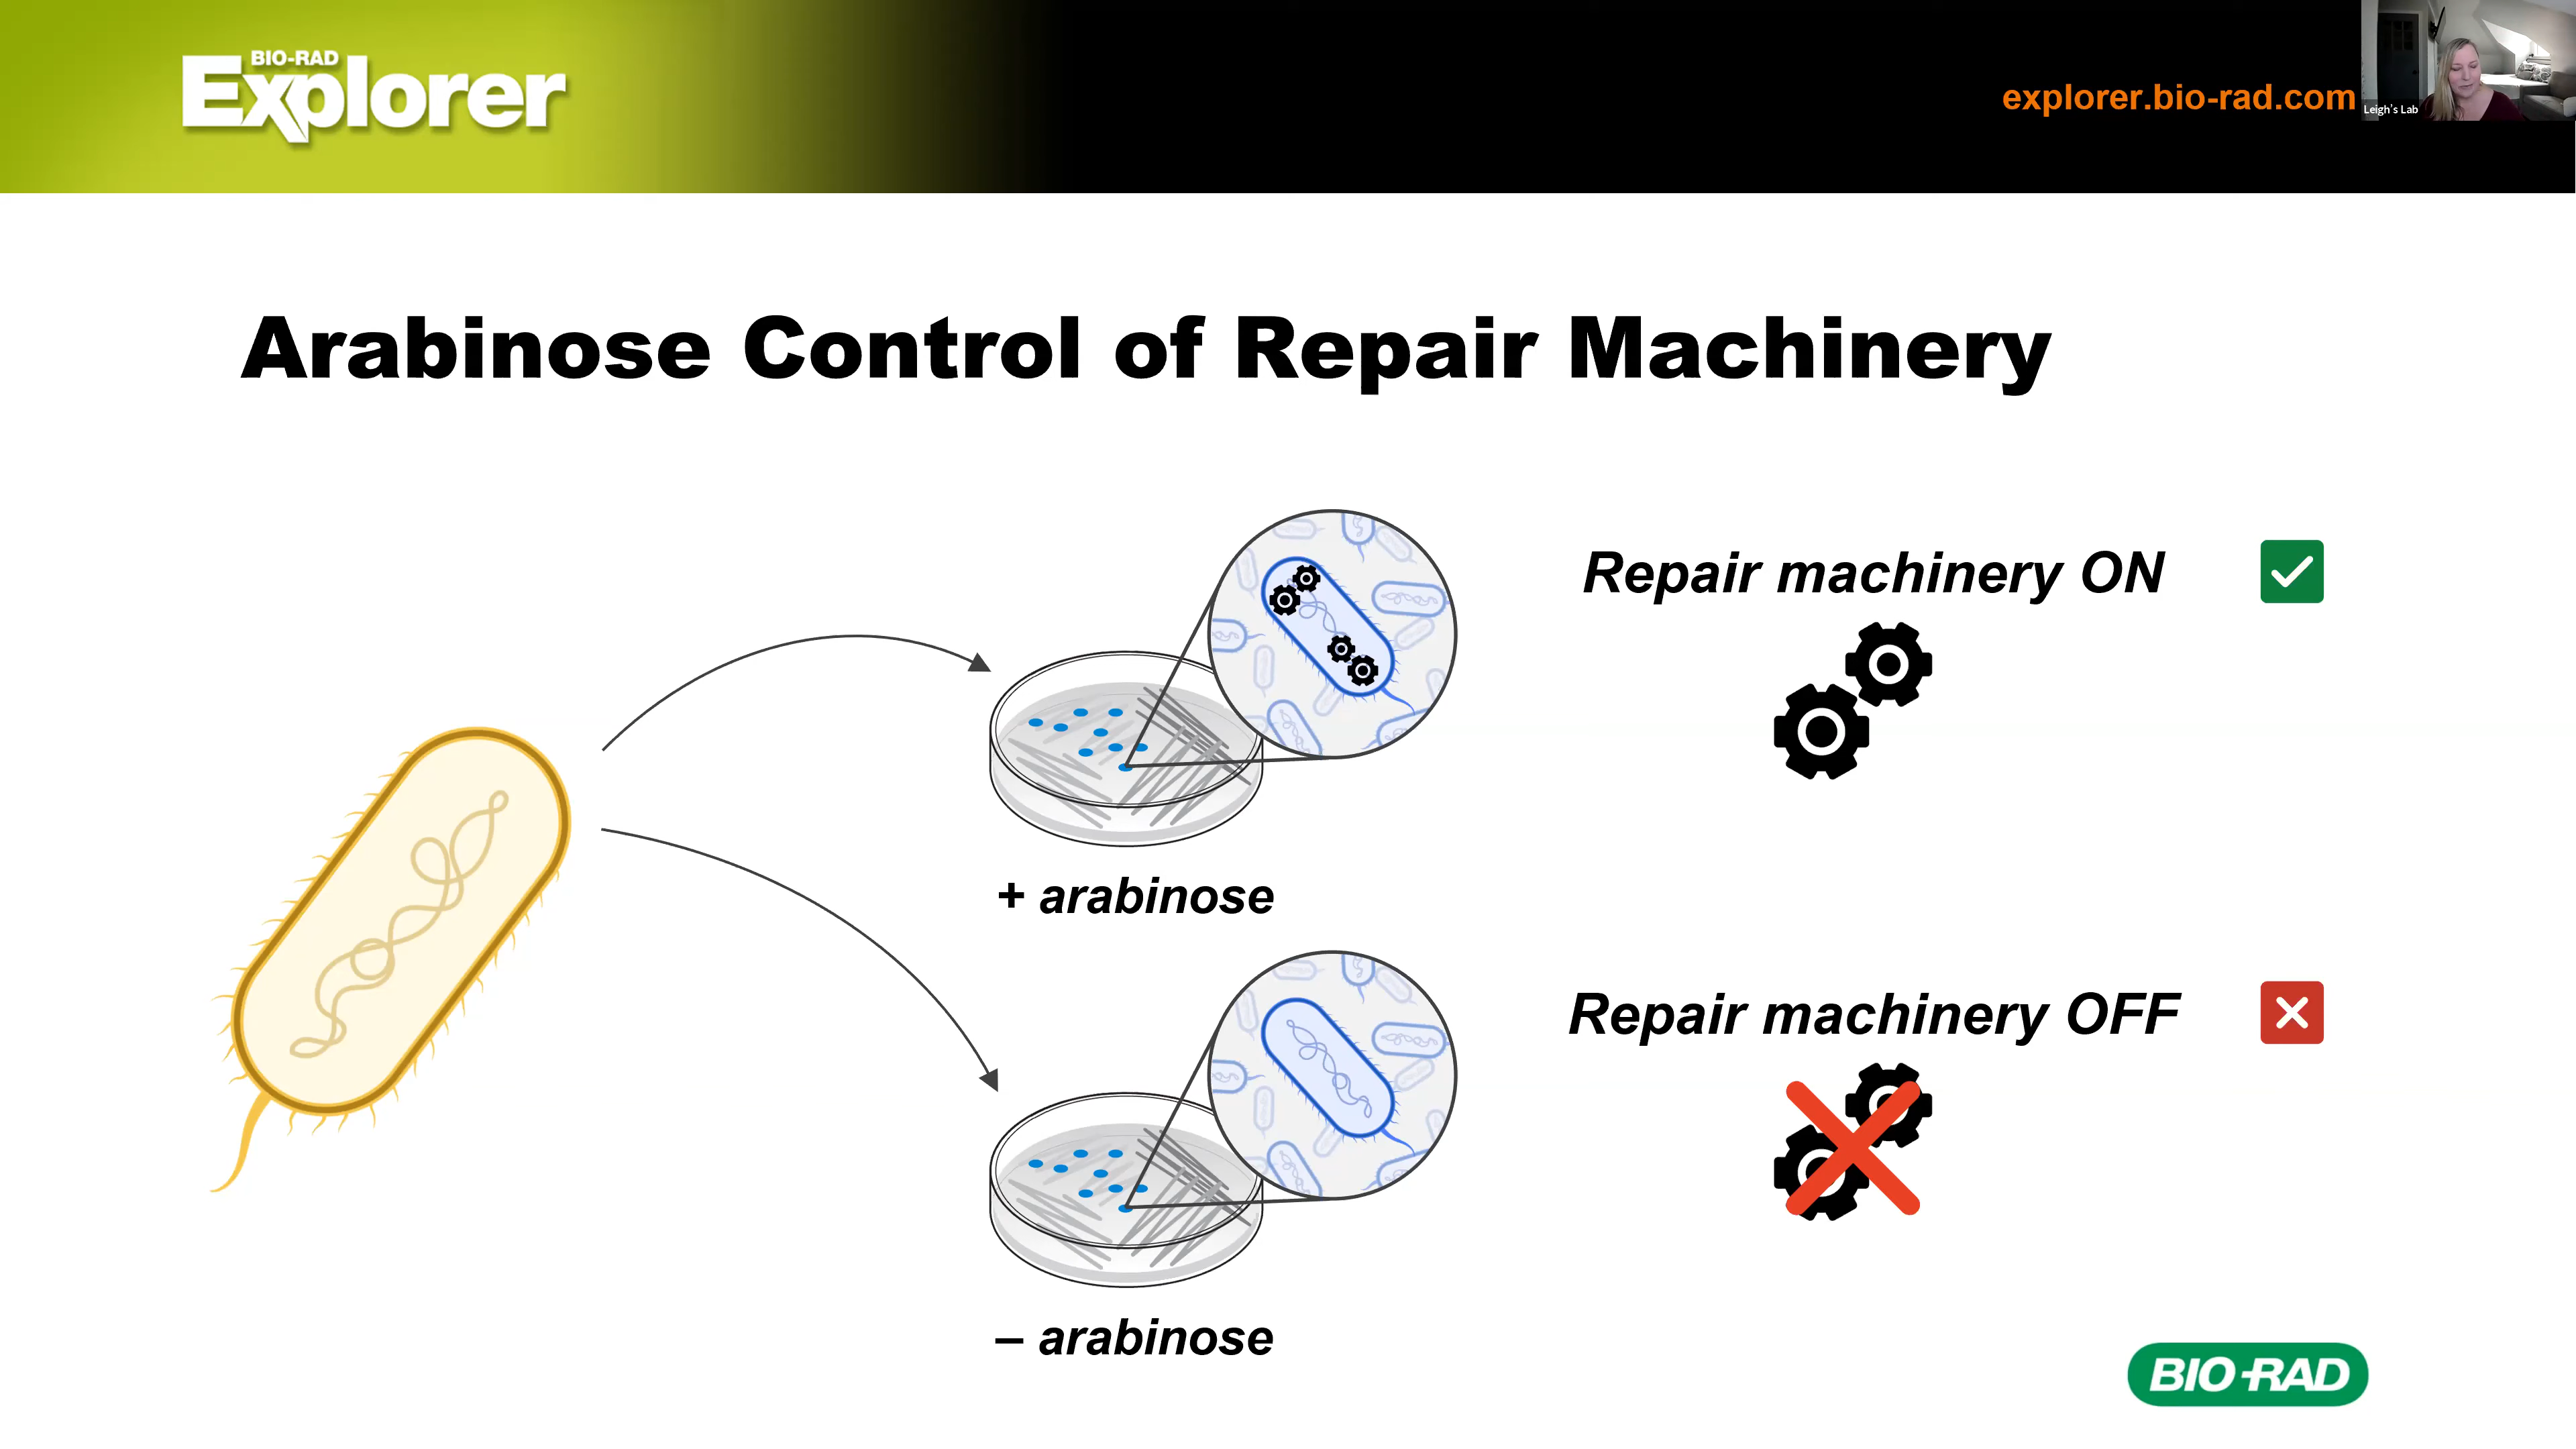 BIO-RAD
Explorer
explorer.bio-rad.com
Leigh's Lab
Arabinose Control of Repair Machinery
Repair machinery ON
+ arabinose
Repair machinery OFF
– arabinose
BIO-RAD